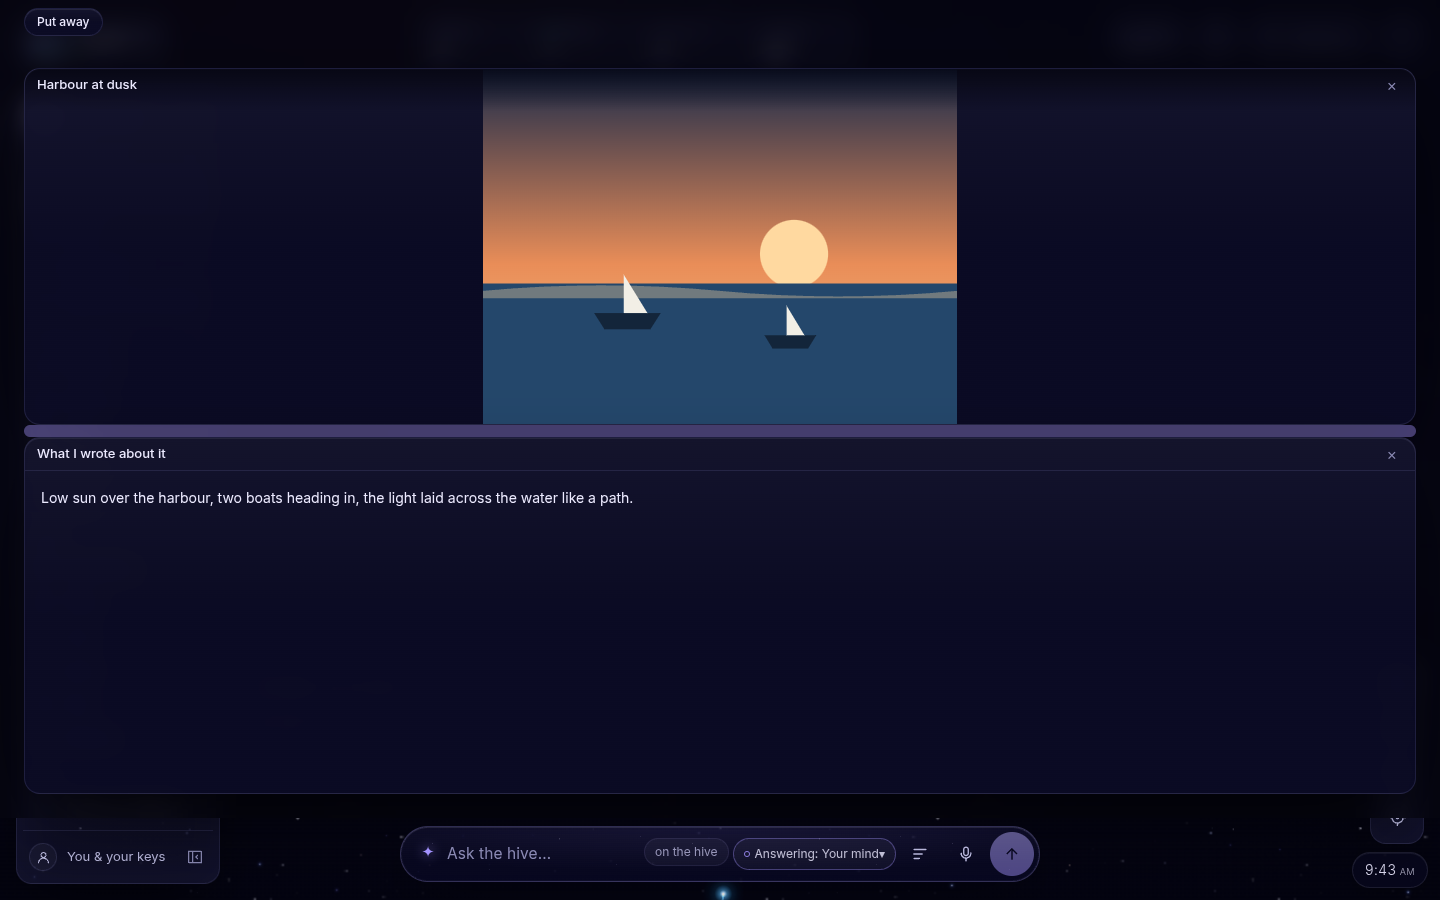 Put away
Harbour at dusk
×
What I wrote about it
×
Low sun over the harbour, two boats heading in, the light laid across the water like a path.
You & your keys
Ask the hive...
on the hive
Answering: Your mind▾
9:43 AM